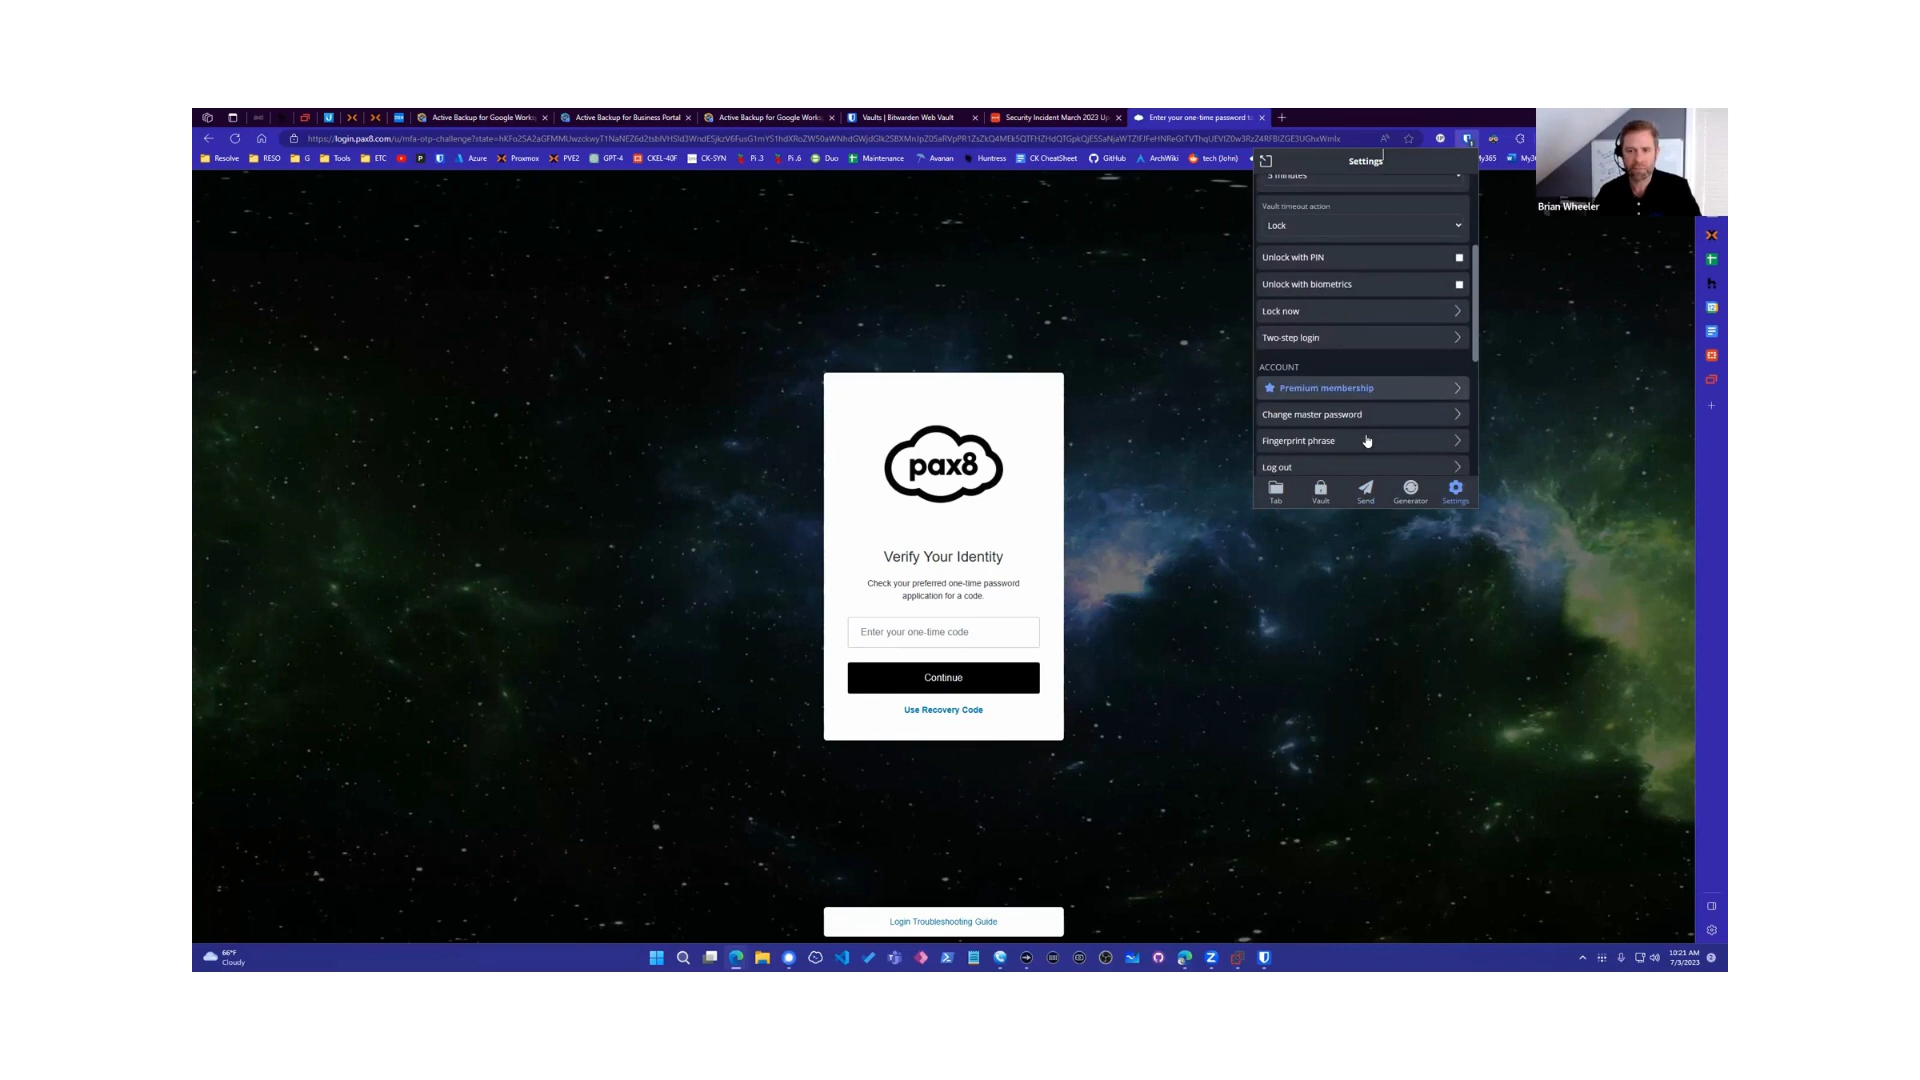 Active Backup for Google Works
Active Backup for Business Portal
Active Backup for Google Works
Vaults | Bitwarden Web Vault
Security Incident March 2023 Up
Enter your one-time password to
Resolve
RESO
G
Tools
ETC
P
Azure
Proxmox
PVE2
GPT-4
CKEL-40F
CK-SYN
Pi .3
Pi .6
Duo
Maintenance
Avanan
Huntress
CK CheatSheet
GitHub
ArchWiki
tech (John)
My365
Brian Wheeler
Settings
5 minutes
Vault timeout action
Lock
Unlock with PIN
Unlock with biometrics
Lock now
Two-step login
ACCOUNT
Premium membership
Change master password
Fingerprint phrase
Log out
Tab
Vault
Send
Generator
Settings
pax8
Verify Your Identity
Check your preferred one-time password
application for a code.
Enter your one-time code
Continue
Use Recovery Code
Login Troubleshooting Guide
66°F
Cloudy
10:21 AM
7/3/2023